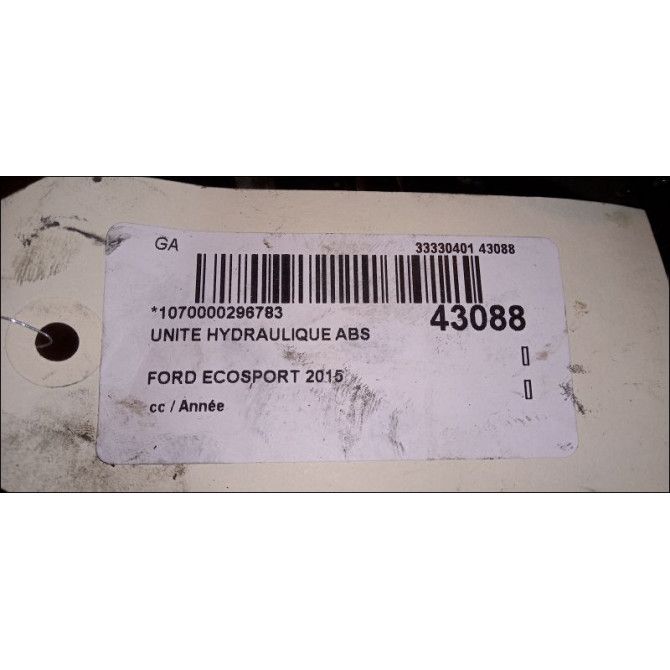 GA
33330401 43088
*1070000296783
43088
UNITE HYDRAULIQUE ABS
FORD ECOSPORT 2015
cc / Année